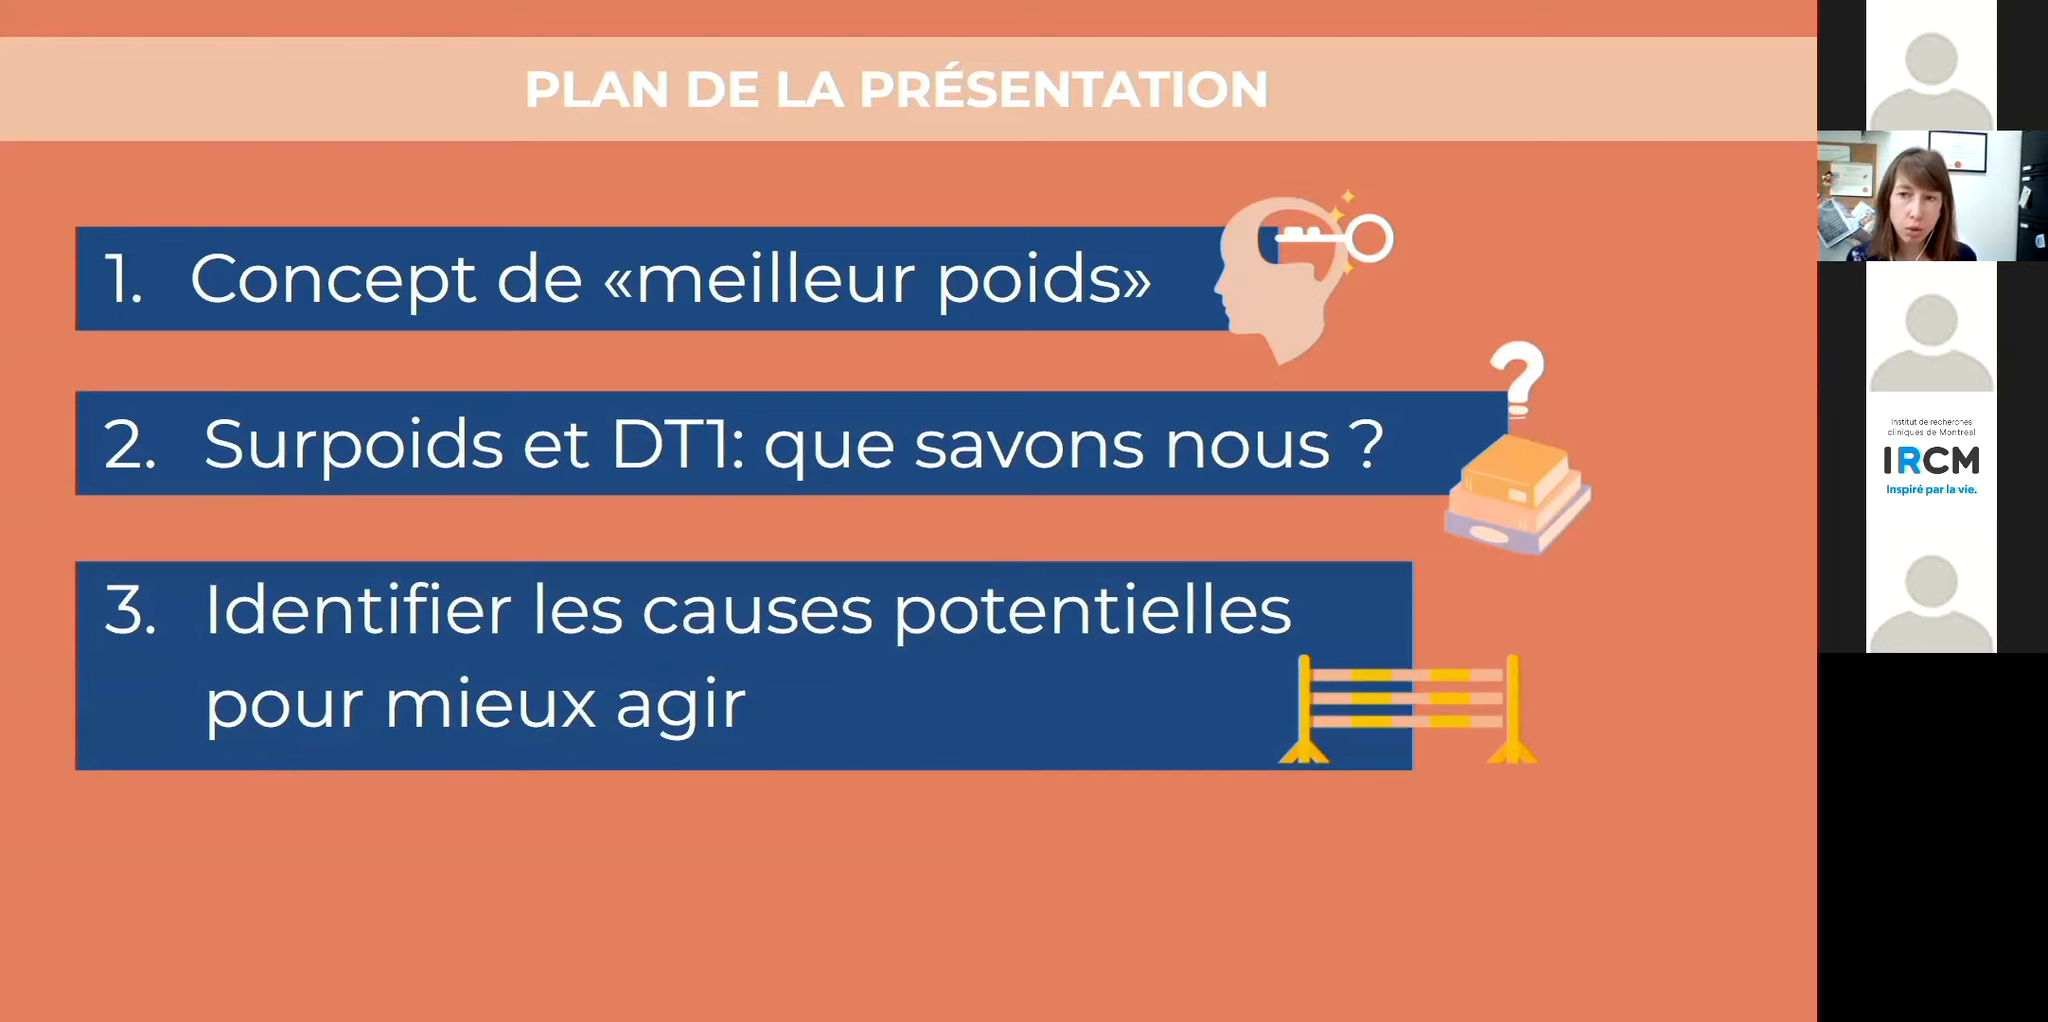 PLAN DE LA PRÉSENTATION
1. Concept de «meilleur poids»
2. Surpoids et DT1: que savons nous ?
3. Identifier les causes potentielles
pour mieux agir
Institut de recherches
cliniques de Montréal
IRCM
Inspiré par la vie.